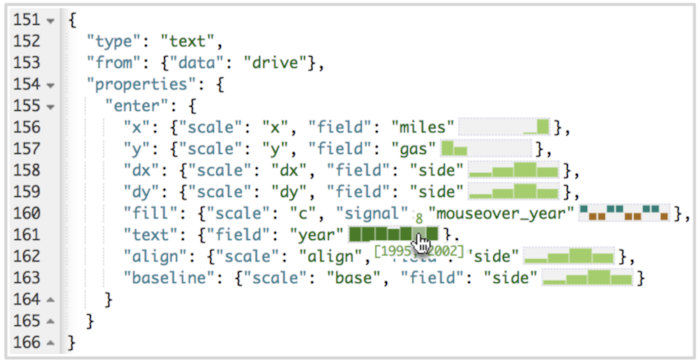 151 {
152 "type": "text",
153 "from": {"data": "drive"},
154 "properties": {
155 "enter": {
156 "x": {"scale": "x", "field": "miles" },
157 "y": {"scale": "y", "field": "gas" },
158 "dx": {"scale": "dx", "field": "side" },
159 "dy": {"scale": "dy", "field": "side" },
160 "fill": {"scale": "c", "signal" "mouseover_year" },
8
161 "text": {"field": "year" },
[1995 2002)
162 "align": {"scale": "align", 'side" },
163 "baseline": {"scale": "base", "field": "side" }
164 }
165 }
166 }